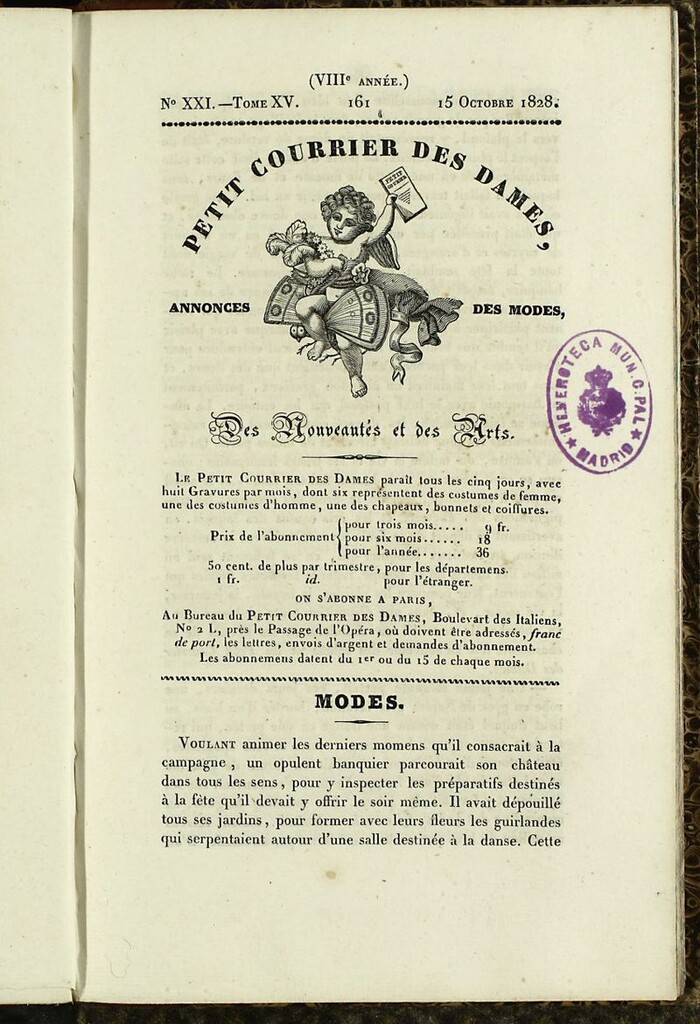 (VIIIe ANNÉE.)
No XXI.—TOME XV. 161 15 OCTOBRE 1828.
PETIT COURRIER DES DAMES,
PETIT COURRIER
ANNONCES DES MODES,
Des Nouveautés et des Arts.
HEMEROTECA MUNICIPAL
★ MADRID ★
LE PETIT COURRIER DES DAMES paraît tous les cinq jours, avec
huit Gravures par mois, dont six représentent des costumes de femme,
une des costumes d'homme, une des chapeaux, bonnets et coiffures.
Prix de l'abonnement { pour trois mois..... 9 fr.
pour six mois...... 18
pour l'année....... 36
50 cent. de plus par trimestre, pour les départemens.
1 fr. id. pour l'étranger.
ON S'ABONNE A PARIS,
Au Bureau du PETIT COURRIER DES DAMES, Boulevart des Italiens,
No 2 L, près le Passage de l'Opéra, où doivent être adressés, franc
de port, les lettres, envois d'argent et demandes d'abonnement.
Les abonnemens datent du 1er ou du 15 de chaque mois.
MODES.
VOULANT animer les derniers momens qu'il consacrait à la
campagne, un opulent banquier parcourait son château
dans tous les sens, pour y inspecter les préparatifs destinés
à la fête qu'il devait y offrir le soir même. Il avait dépouillé
tous ses jardins, pour former avec leurs fleurs les guirlandes
qui serpentaient autour d'une salle destinée à la danse. Cette